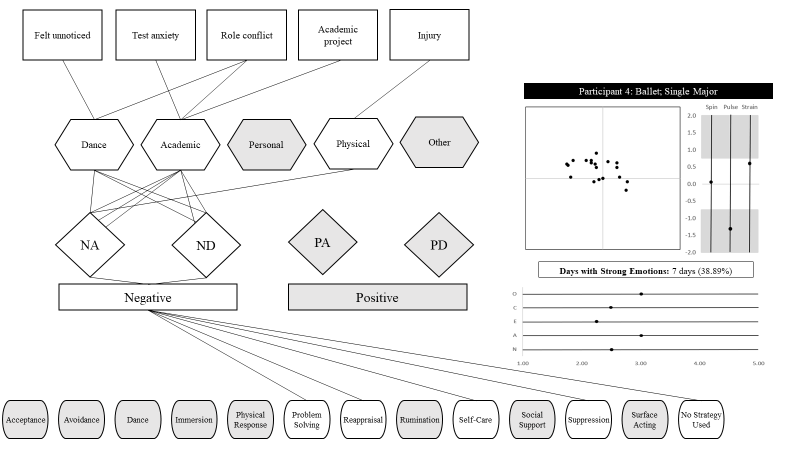 Felt unnoticed
Test anxiety
Role conflict
Academic
project
Injury
Participant 4: Ballet; Single Major
Spin Pulse Strain
2.0
1.5
1.0
0.5
0.0
-0.5
-1.0
-1.5
-2.0
Dance
Academic
Personal
Physical
Other
NA
ND
PA
PD
Negative
Positive
Days with Strong Emotions: 7 days (38.89%)
O
C
E
A
N
1.00 2.00 3.00 4.00 5.00
Acceptance
Avoidance
Dance
Immersion
Physical
Response
Problem
Solving
Reappraisal
Rumination
Self-Care
Social
Support
Suppression
Surface
Acting
No Strategy
Used